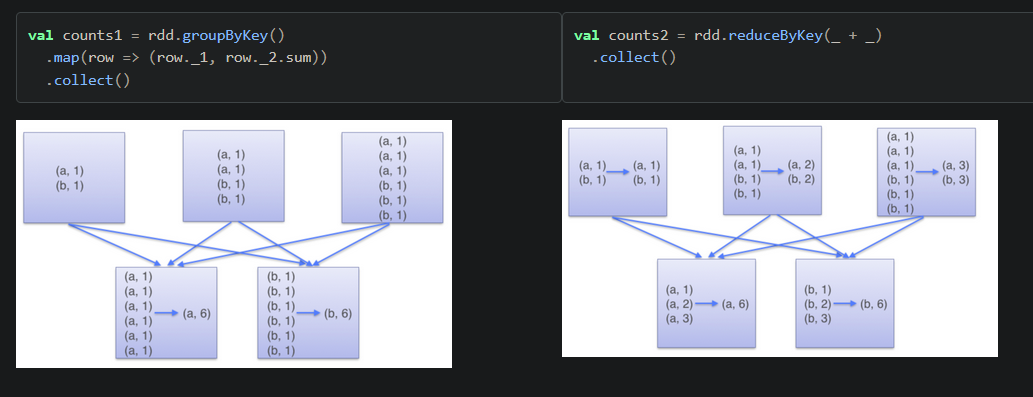 val counts1 = rdd.groupByKey()
.map(row => (row._1, row._2.sum))
.collect()
val counts2 = rdd.reduceByKey(_ + _)
.collect()
(a, 1)
(b, 1)
(a, 1)
(a, 1)
(b, 1)
(b, 1)
(a, 1)
(a, 1)
(a, 1)
(b, 1)
(b, 1)
(b, 1)
(a, 1)
(a, 1)
(a, 1)
(a, 1)
(a, 1)
(a, 1)
(a, 6)
(b, 1)
(b, 1)
(b, 1)
(b, 1)
(b, 1)
(b, 1)
(b, 6)
(a, 1)
(b, 1)
(a, 1)
(b, 1)
(a, 1)
(a, 1)
(b, 1)
(b, 1)
(a, 2)
(b, 2)
(a, 1)
(a, 1)
(a, 1)
(b, 1)
(b, 1)
(b, 1)
(a, 3)
(b, 3)
(a, 1)
(a, 2)
(a, 3)
(a, 6)
(b, 1)
(b, 2)
(b, 3)
(b, 6)